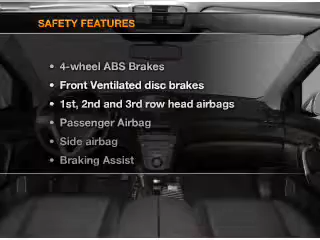 SAFETY FEATURES
• 4-wheel ABS Brakes
• Front Ventilated disc brakes
• 1st, 2nd and 3rd row head airbags
• Passenger Airbag
• Side airbag
• Braking Assist